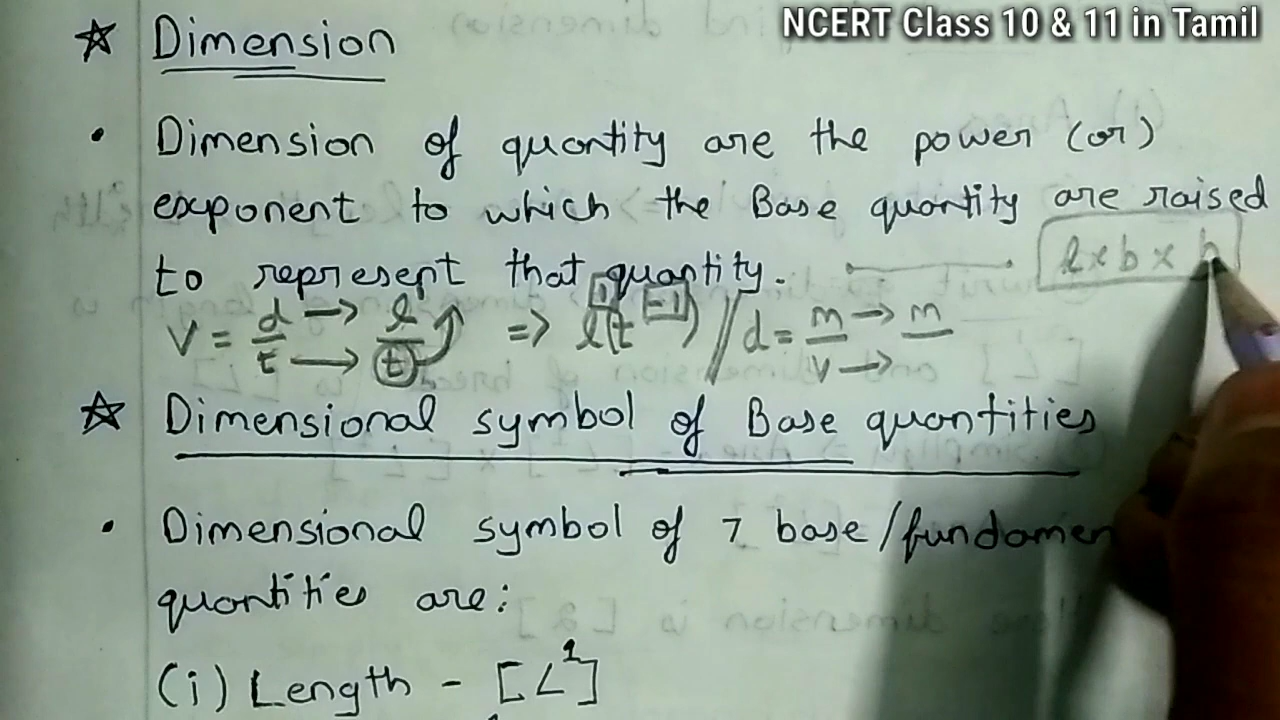 NCERT Class 10 & 11 in Tamil
☆ Dimension
• Dimension of quantity are the power (or)
exponent to which the Base quantity are raised
to represent that quantity.
l x b x h
V = d/t → l/t => l(t⁻¹) // d = m/v → m
☆ Dimensional symbol of Base quantities
• Dimensional symbol of 7 base/fundamen
quantities are:
(i) Length - [L¹]